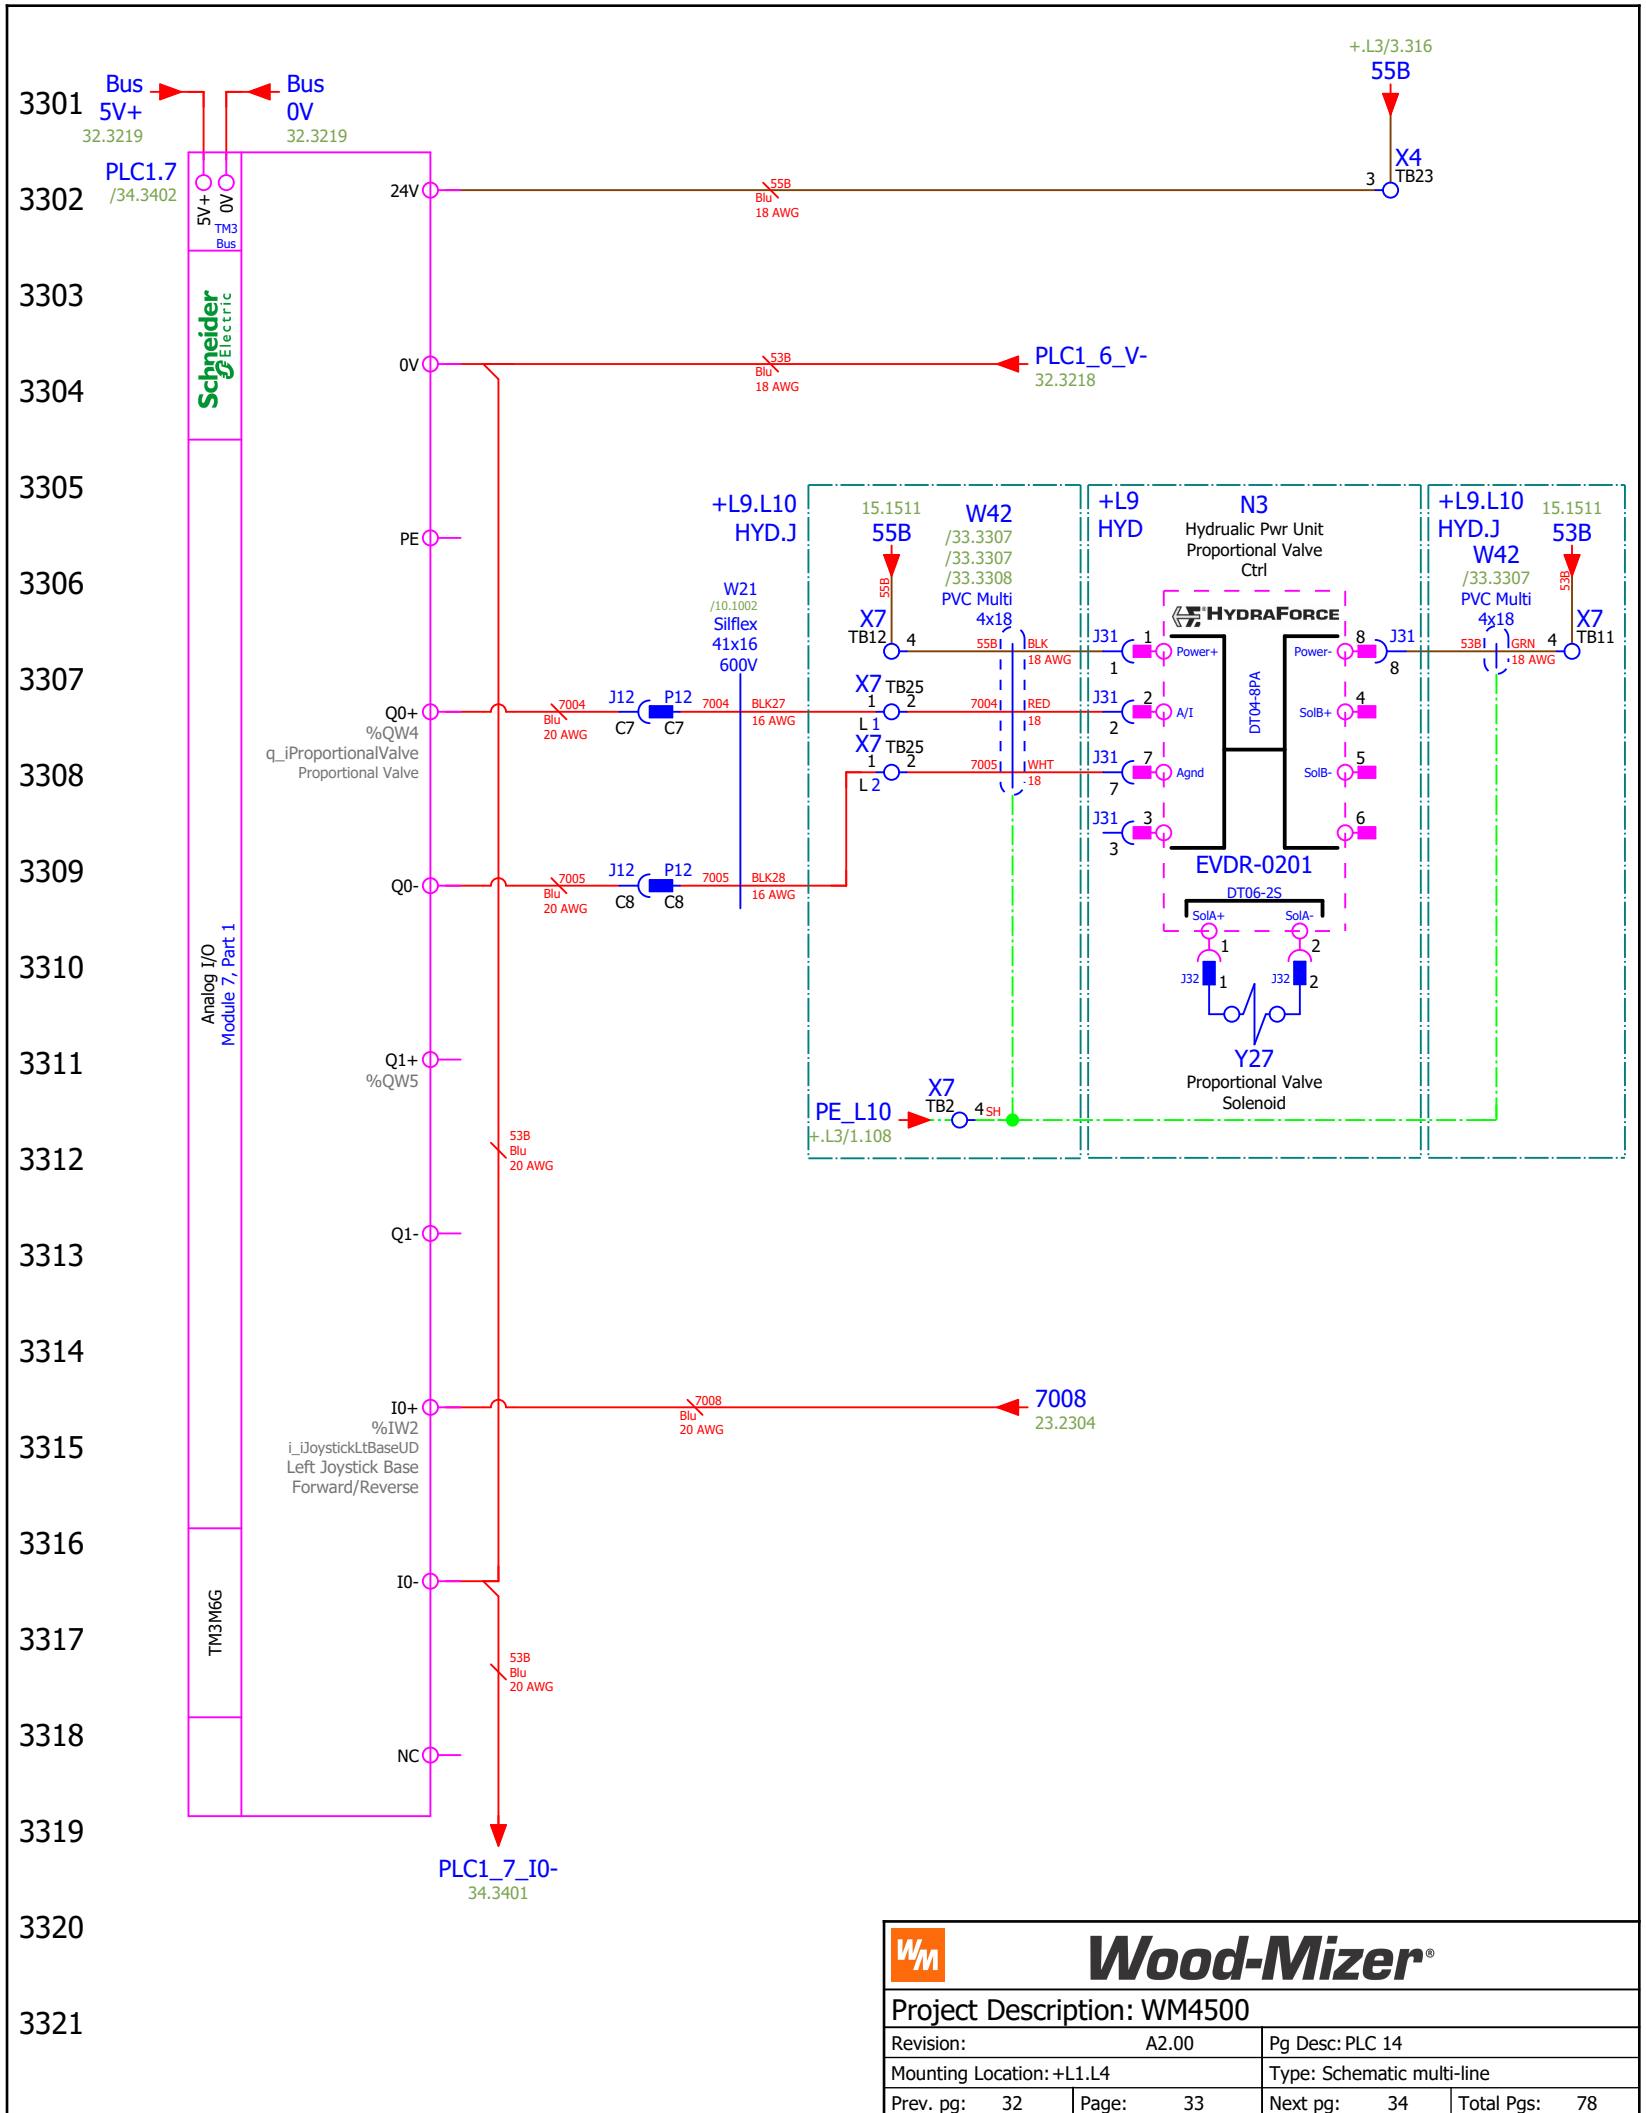 +.L3/3.316
55B
3301
Bus
5V+
32.3219
Bus
0V
32.3219
PLC1.7
/34.3402
3302
5V+
0V
TM3
Bus
24V
55B
Blu
18 AWG
3
X4
TB23
3303
Schneider
Electric
3304
0V
53B
Blu
18 AWG
PLC1_6_V-
32.3218
3305
PE
+L9.L10
HYD.J
15.1511
55B
55B
W42
/33.3307
/33.3307
/33.3308
PVC Multi
4x18
+L9
HYD
N3
Hydrualic Pwr Unit
Proportional Valve
Ctrl
+L9.L10
HYD.J
15.1511
53B
53B
W42
/33.3307
PVC Multi
4x18
3306
W21
/10.1002
Silflex
41x16
600V
HYDRAFORCE
X7
TB12
4
55B
BLK
18 AWG
J31
1
1
Power+
Power-
8
J31
8
53B
GRN
18 AWG
4
X7
TB11
3307
Q0+
%QW4
q_iProportionalValve
Proportional Valve
7004
Blu
20 AWG
J12
C7
P12
C7
7004
BLK27
16 AWG
X7
TB25
1
2
L 1
7004
RED
18
J31
2
2
A/I
DT04-8PA
SolB+
4
3308
X7
TB25
1
2
L 2
7005
WHT
18
J31
7
7
Agnd
SolB-
5
J31
3
3
6
3309
Q0-
7005
Blu
20 AWG
J12
C8
P12
C8
7005
BLK28
16 AWG
EVDR-0201
DT06-2S
SolA+
SolA-
3310
1
2
J32
1
J32
2
Analog I/O
Module 7, Part 1
3311
Q1+
%QW5
Y27
Proportional Valve
Solenoid
PE_L10
+.L3/1.108
X7
TB2
4
SH
3312
53B
Blu
20 AWG
3313
Q1-
3314
I0+
%IW2
i_iJoystickLtBaseUD
Left Joystick Base
Forward/Reverse
7008
Blu
20 AWG
7008
23.2304
3315
3316
I0-
TM3M6G
3317
53B
Blu
20 AWG
3318
NC
3319
PLC1_7_I0-
34.3401
3320
WM
Wood-Mizer®
3321
Project Description: WM4500
Revision: A2.00
Pg Desc: PLC 14
Mounting Location: +L1.L4
Type: Schematic multi-line
Prev. pg: 32
Page: 33
Next pg: 34
Total Pgs: 78